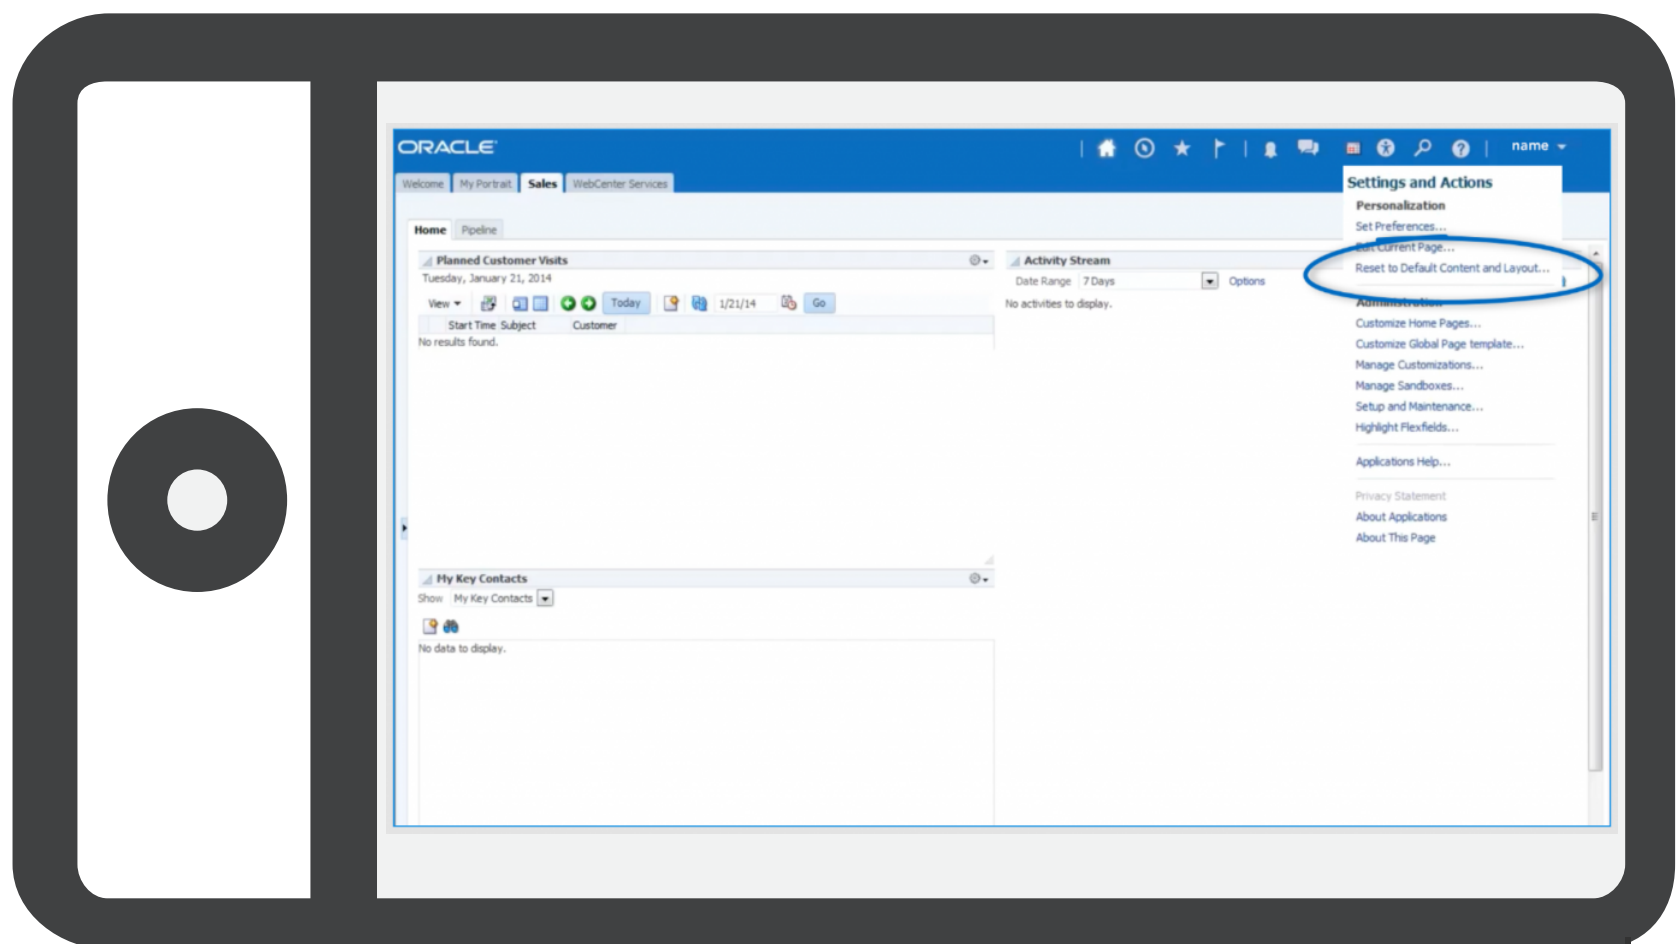 ORACLE
name
Welcome
My Portrait
Sales
WebCenter Services
Home
Pipeline
Planned Customer Visits
Tuesday, January 21, 2014
View
Today
1/21/14
Go
Start Time Subject Customer
No results found.
My Key Contacts
Show My Key Contacts
No data to display.
Activity Stream
Date Range 7 Days Options
No activities to display.
Settings and Actions
Personalization
Set Preferences...
Edit Current Page...
Reset to Default Content and Layout...
Administration
Customize Home Pages...
Customize Global Page template...
Manage Customizations...
Manage Sandboxes...
Setup and Maintenance...
Highlight Flexfields...
Applications Help...
Privacy Statement
About Applications
About This Page